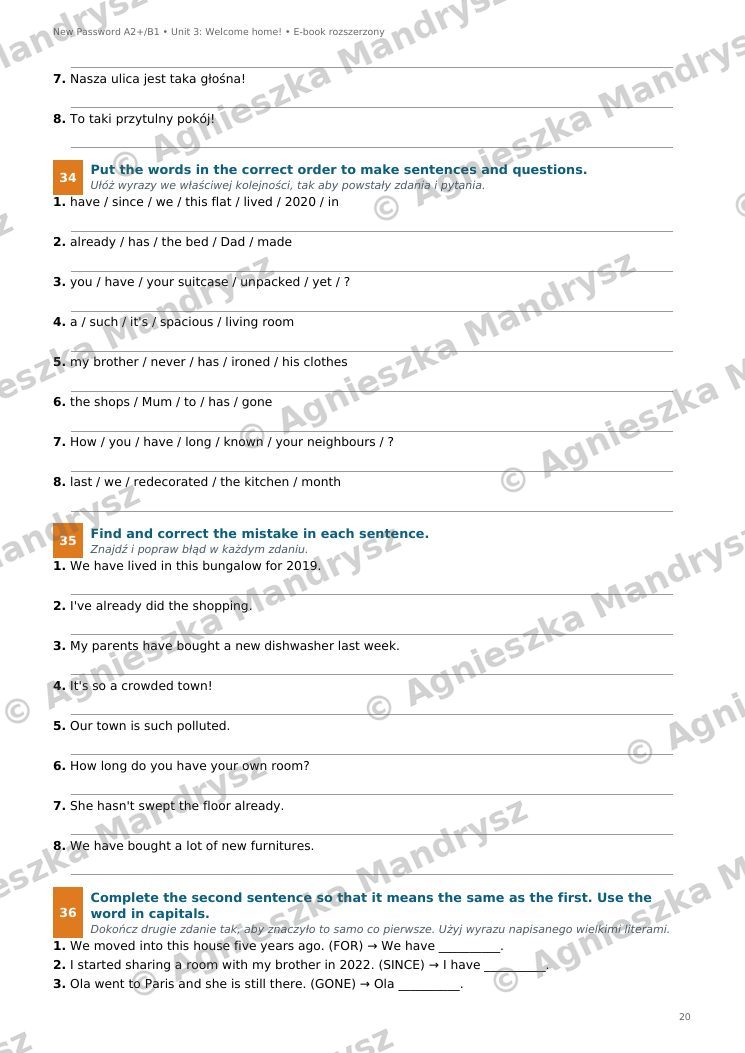 New Password A2+/B1 • Unit 3: Welcome home! • E-book rozszerzony
7. Nasza ulica jest taka głośna!
8. To taki przytulny pokój!
34 Put the words in the correct order to make sentences and questions.
Ułóż wyrazy we właściwej kolejności, tak aby powstały zdania i pytania.
1. have / since / we / this flat / lived / 2020 / in
2. already / has / the bed / Dad / made
3. you / have / your suitcase / unpacked / yet / ?
4. a / such / it's / spacious / living room
5. my brother / never / has / ironed / his clothes
6. the shops / Mum / to / has / gone
7. How / you / have / long / known / your neighbours / ?
8. last / we / redecorated / the kitchen / month
35 Find and correct the mistake in each sentence.
Znajdź i popraw błąd w każdym zdaniu.
1. We have lived in this bungalow for 2019.
2. I've already did the shopping.
3. My parents have bought a new dishwasher last week.
4. It's so a crowded town!
5. Our town is such polluted.
6. How long do you have your own room?
7. She hasn't swept the floor already.
8. We have bought a lot of new furnitures.
36 Complete the second sentence so that it means the same as the first. Use the
word in capitals.
Dokończ drugie zdanie tak, aby znaczyło to samo co pierwsze. Użyj wyrazu napisanego wielkimi literami.
1. We moved into this house five years ago. (FOR) → We have __________.
2. I started sharing a room with my brother in 2022. (SINCE) → I have __________.
3. Ola went to Paris and she is still there. (GONE) → Ola __________.
20
© Agnieszka Mandrysz